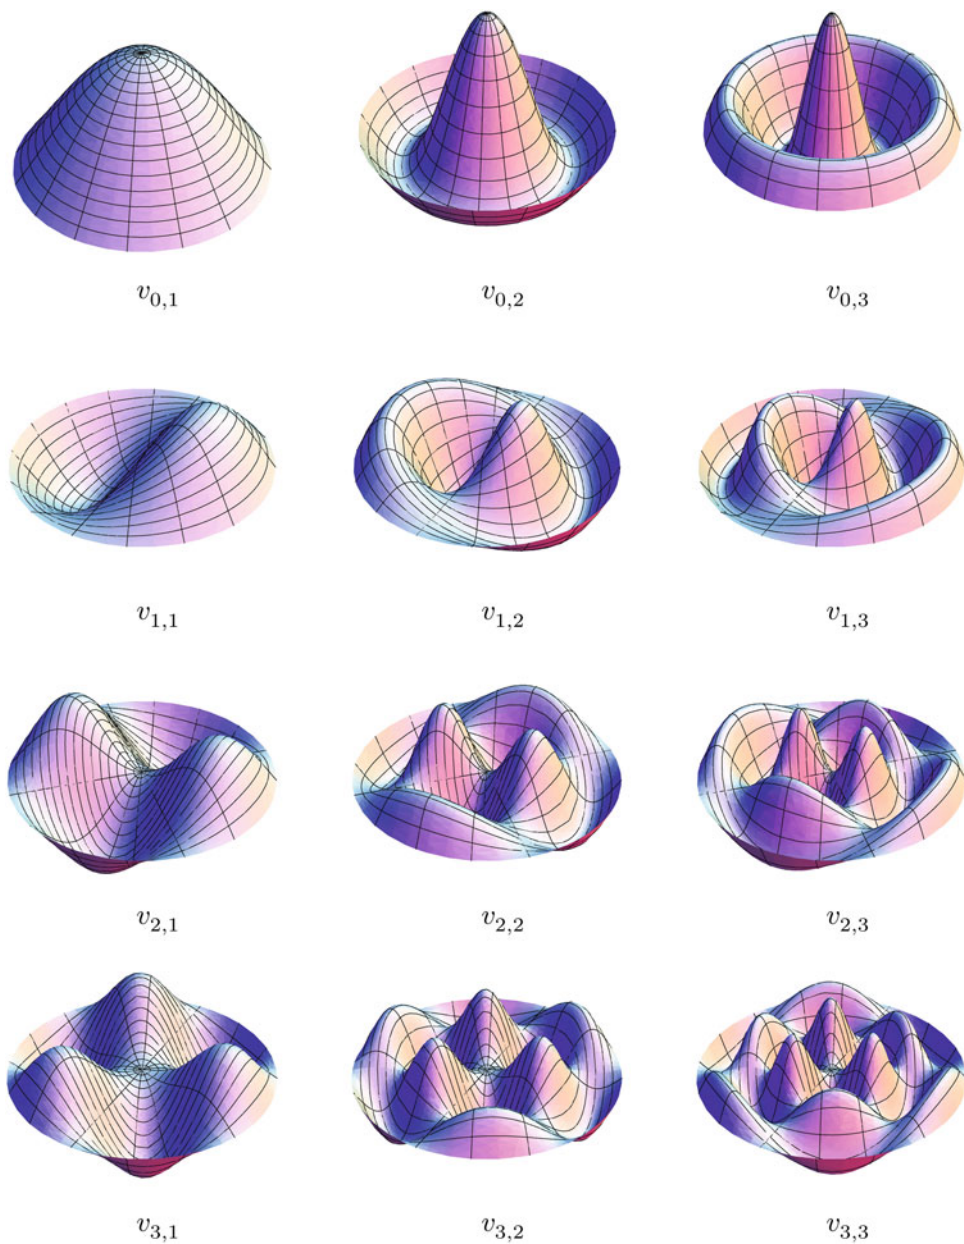 v_{0,1} v_{0,2} v_{0,3}
v_{1,1} v_{1,2} v_{1,3}
v_{2,1} v_{2,2} v_{2,3}
v_{3,1} v_{3,2} v_{3,3}